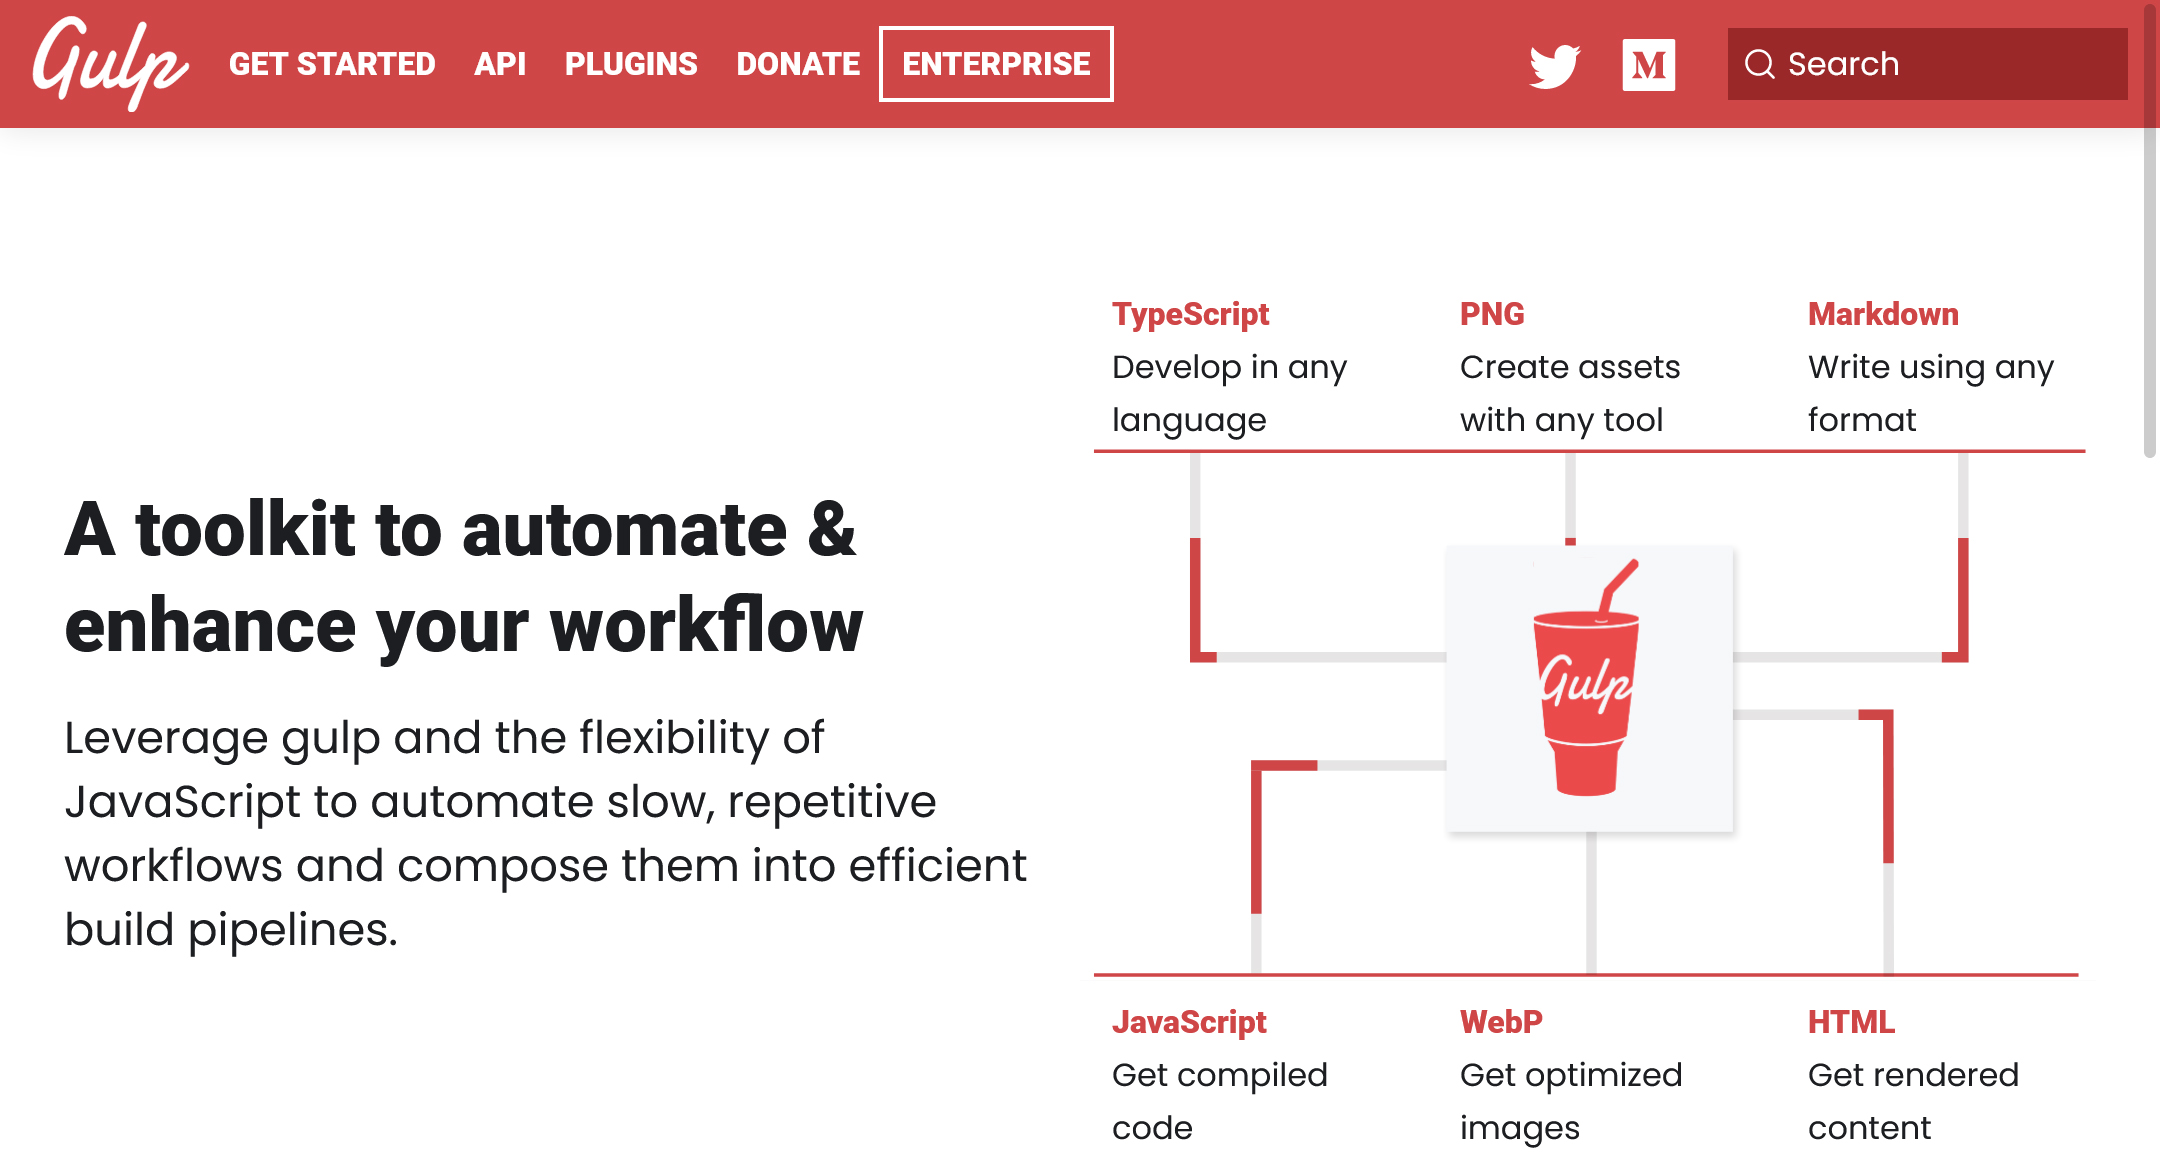 Gulp GET STARTED API PLUGINS DONATE ENTERPRISE M Search
TypeScript
Develop in any
language
PNG
Create assets
with any tool
Markdown
Write using any
format
A toolkit to automate &
enhance your workflow
Leverage gulp and the flexibility of
JavaScript to automate slow, repetitive
workflows and compose them into efficient
build pipelines.
Gulp
JavaScript
Get compiled
code
WebP
Get optimized
images
HTML
Get rendered
content